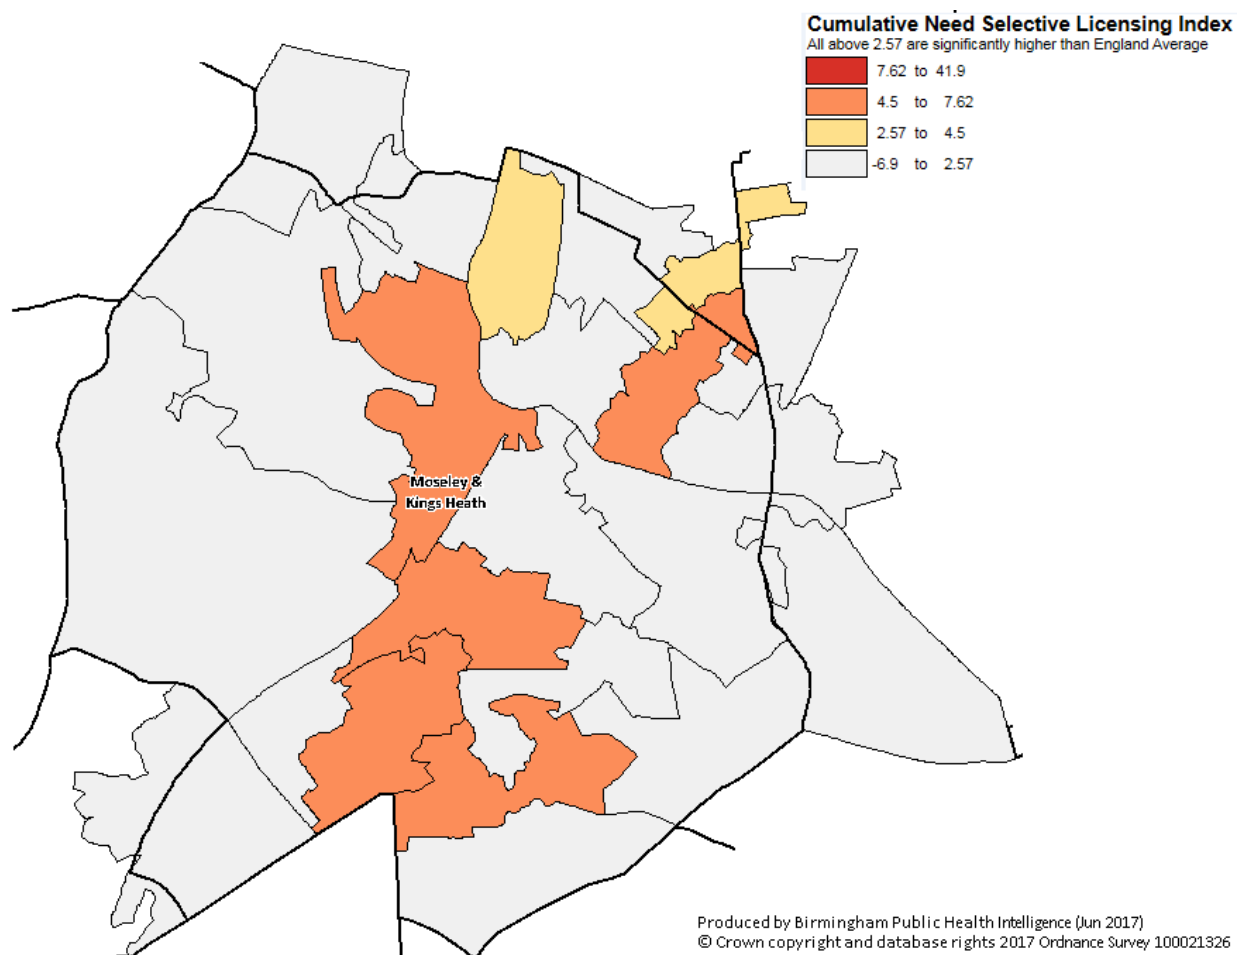 Cumulative Need Selective Licensing Index
All above 2.57 are significantly higher than England Average
7.62 to 41.9
4.5 to 7.62
2.57 to 4.5
-6.9 to 2.57
Moseley &
Kings Heath
Produced by Birmingham Public Health Intelligence (Jun 2017)
© Crown copyright and database rights 2017 Ordnance Survey 100021326